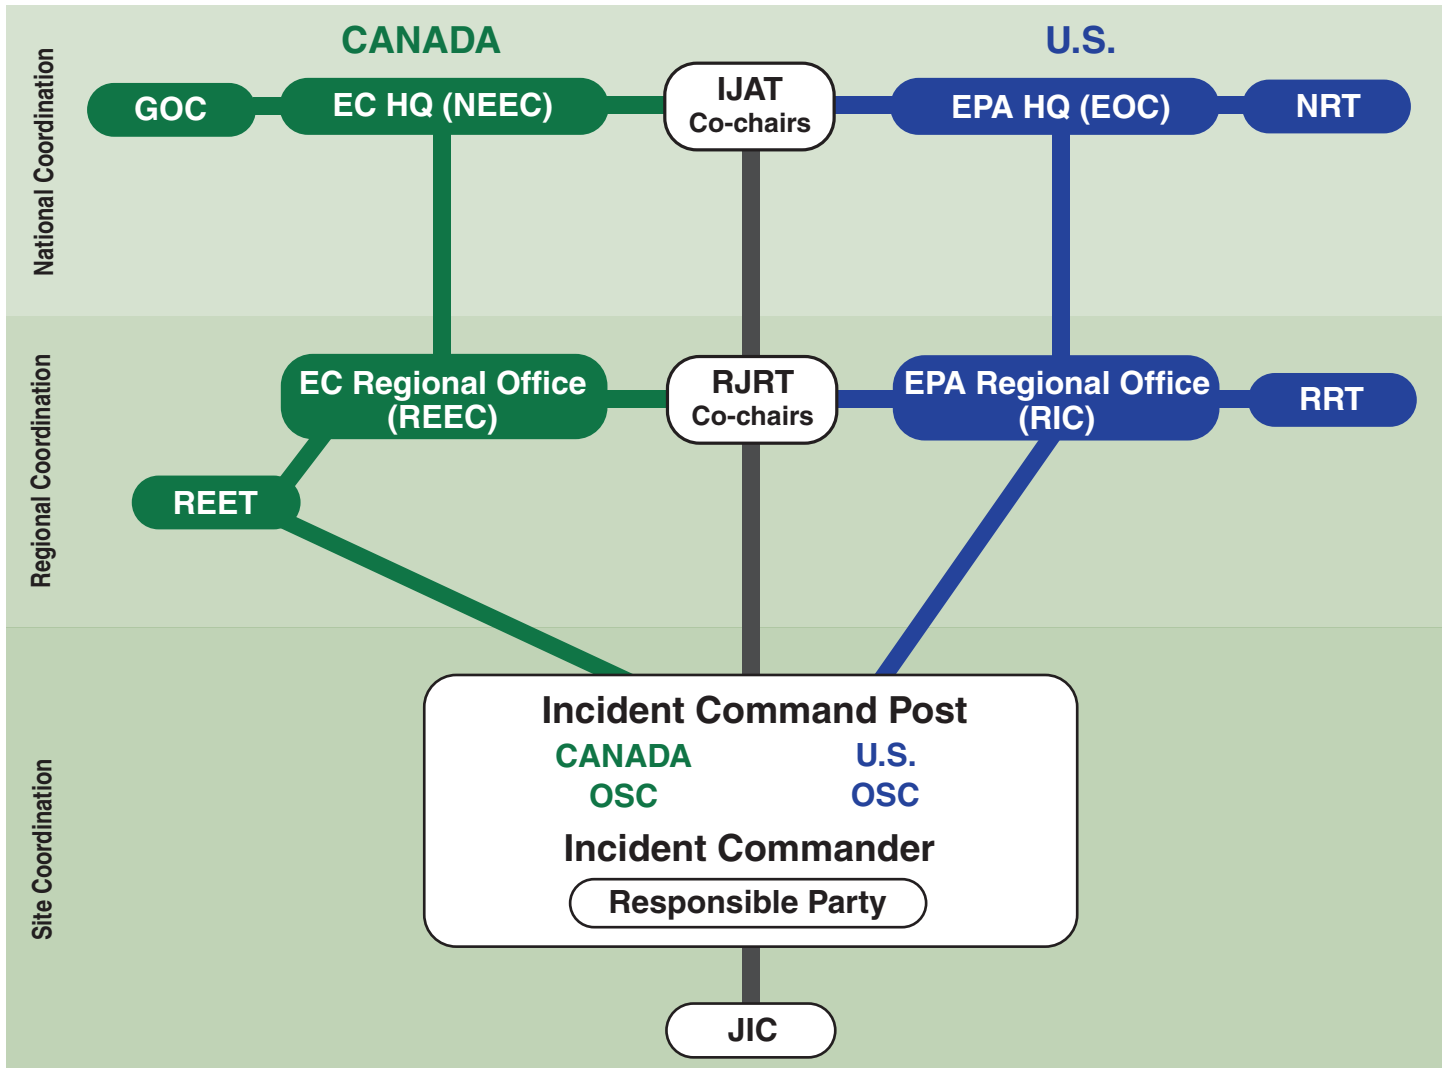 CANADA
U.S.
National Coordination
GOC
EC HQ (NEEC)
IJAT
Co-chairs
EPA HQ (EOC)
NRT
Regional Coordination
EC Regional Office
(REEC)
RJRT
Co-chairs
EPA Regional Office
(RIC)
RRT
REET
Site Coordination
Incident Command Post
CANADA
OSC
U.S.
OSC
Incident Commander
Responsible Party
JIC